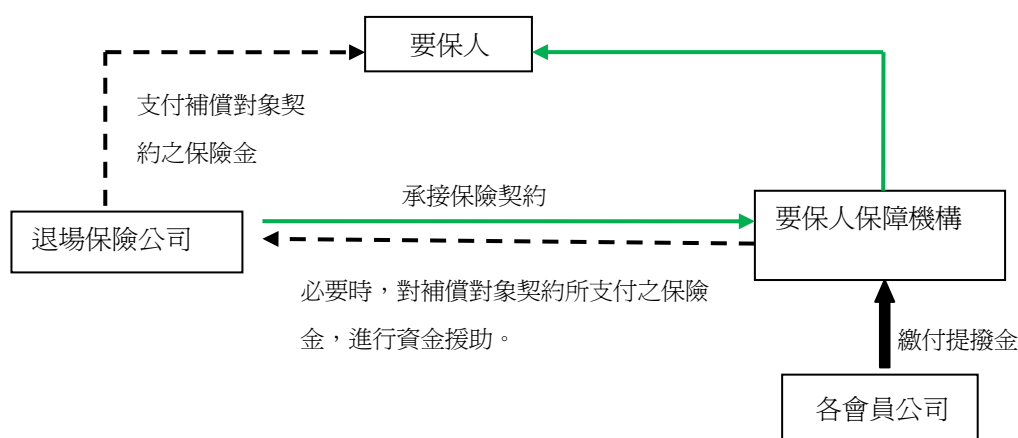 要保人
支付補償對象契
約之保險金
承接保險契約
退場保險公司
要保人保障機構
必要時，對補償對象契約所支付之保險
金，進行資金援助。
繳付提撥金
各會員公司